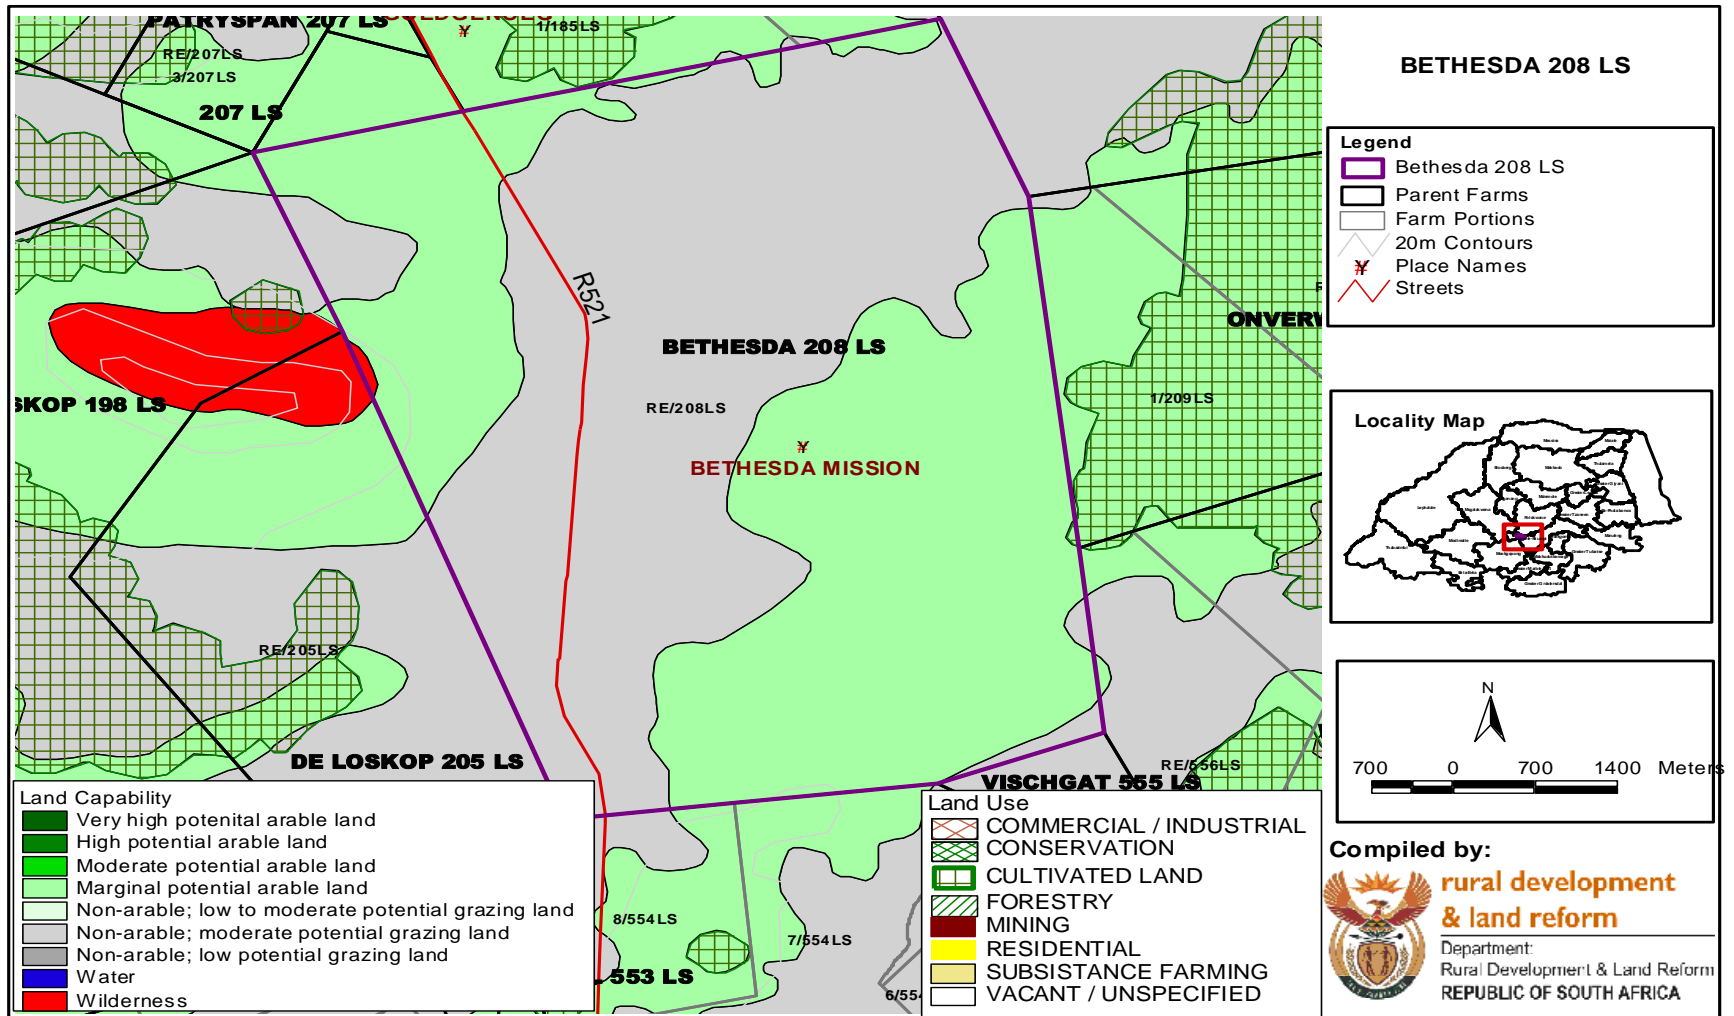 PATRYSPAN 207 LS
1/185LS
RE/207LS
3/207LS
207 LS
R521
ONVERW
BETHESDA 208 LS
SKOP 198 LS
RE/208LS
1/209LS
BETHESDA MISSION
RE/205LS
DE LOSKOP 205 LS
RE/556LS
VISCHGAT 555 LS
8/554LS
7/554LS
553 LS
6/554
Land Capability
Very high potenital arable land
High potential arable land
Moderate potential arable land
Marginal potential arable land
Non-arable; low to moderate potential grazing land
Non-arable; moderate potential grazing land
Non-arable; low potential grazing land
Water
Wilderness
Land Use
COMMERCIAL / INDUSTRIAL
CONSERVATION
CULTIVATED LAND
FORESTRY
MINING
RESIDENTIAL
SUBSISTANCE FARMING
VACANT / UNSPECIFIED
BETHESDA 208 LS
Legend
Bethesda 208 LS
Parent Farms
Farm Portions
20m Contours
Place Names
Streets
Locality Map
N
700 0 700 1400 Meters
Compiled by:
rural development
& land reform
Department:
Rural Development & Land Reform
REPUBLIC OF SOUTH AFRICA